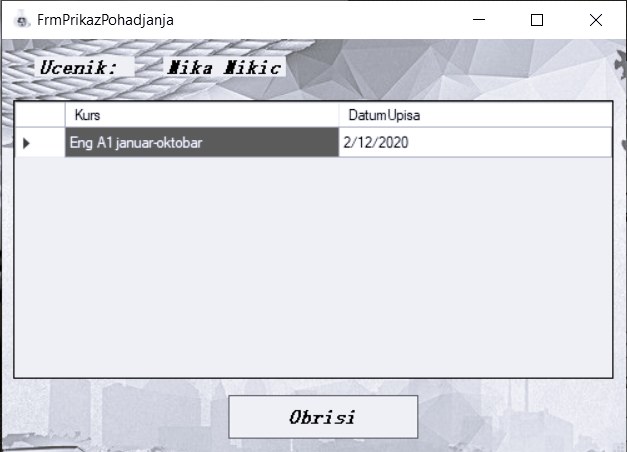 FrmPrikazPohadjanja
Ucenik: Mika Mikic
Kurs DatumUpisa
Eng A1 januar-oktobar 2/12/2020
Obrisi